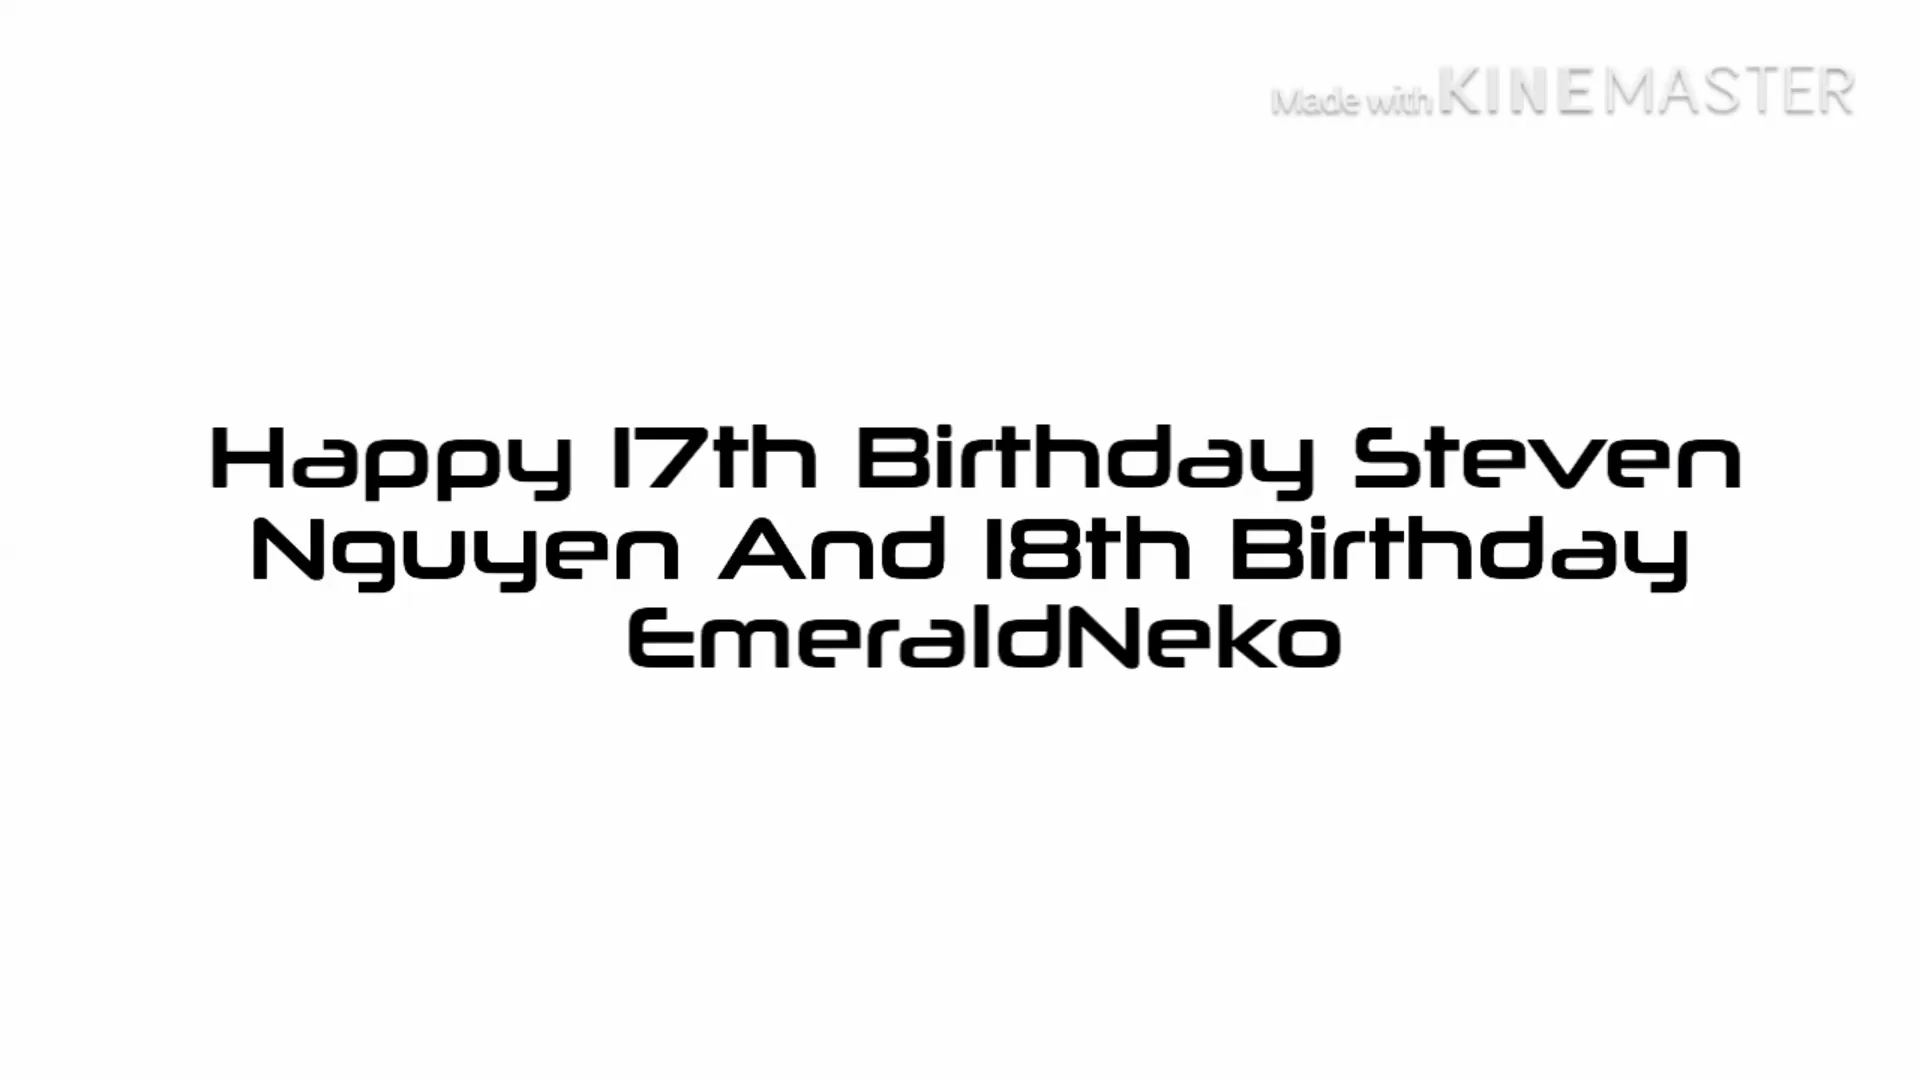 Made with KINEMASTER
Happy 17th Birthday Steven
Nguyen And 18th Birthday
EmeraldNeko